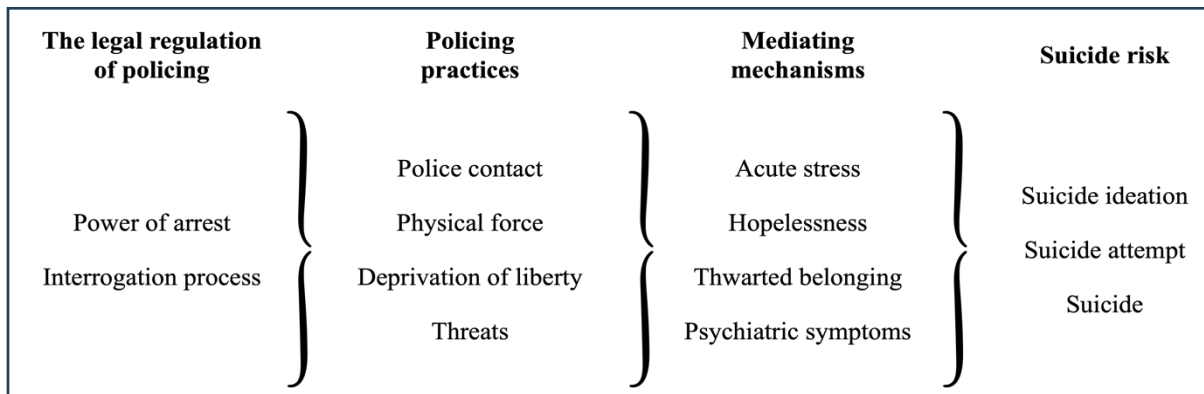 The legal regulation
of policing
Policing
practices
Mediating
mechanisms
Suicide risk
Power of arrest
Interrogation process
Police contact
Physical force
Deprivation of liberty
Threats
Acute stress
Hopelessness
Thwarted belonging
Psychiatric symptoms
Suicide ideation
Suicide attempt
Suicide